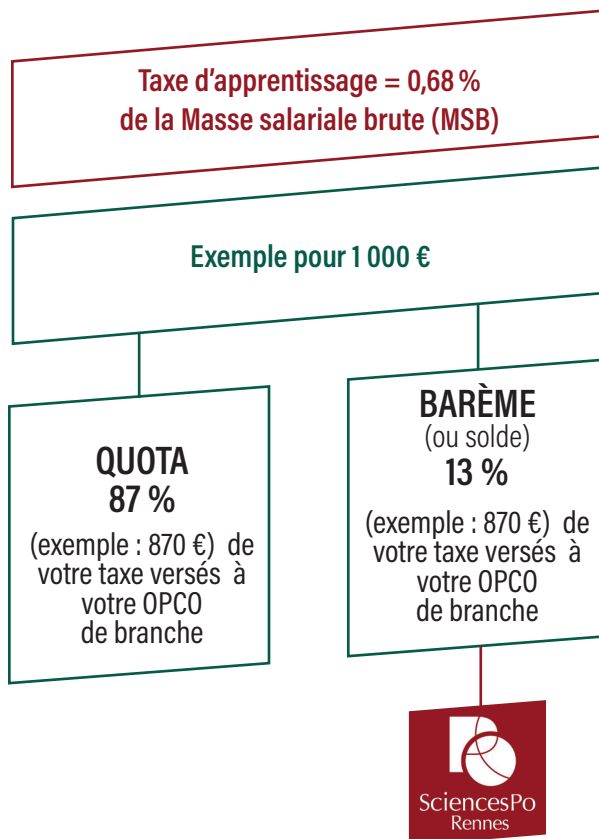 Taxe d'apprentissage = 0,68 %
de la Masse salariale brute (MSB)
Exemple pour 1 000 €
QUOTA
87 %
(exemple : 870 €) de
votre taxe versés à
votre OPCO
de branche
BARÈME
(ou solde)
13 %
(exemple : 870 €) de
votre taxe versés à
votre OPCO
de branche
SciencesPo
Rennes